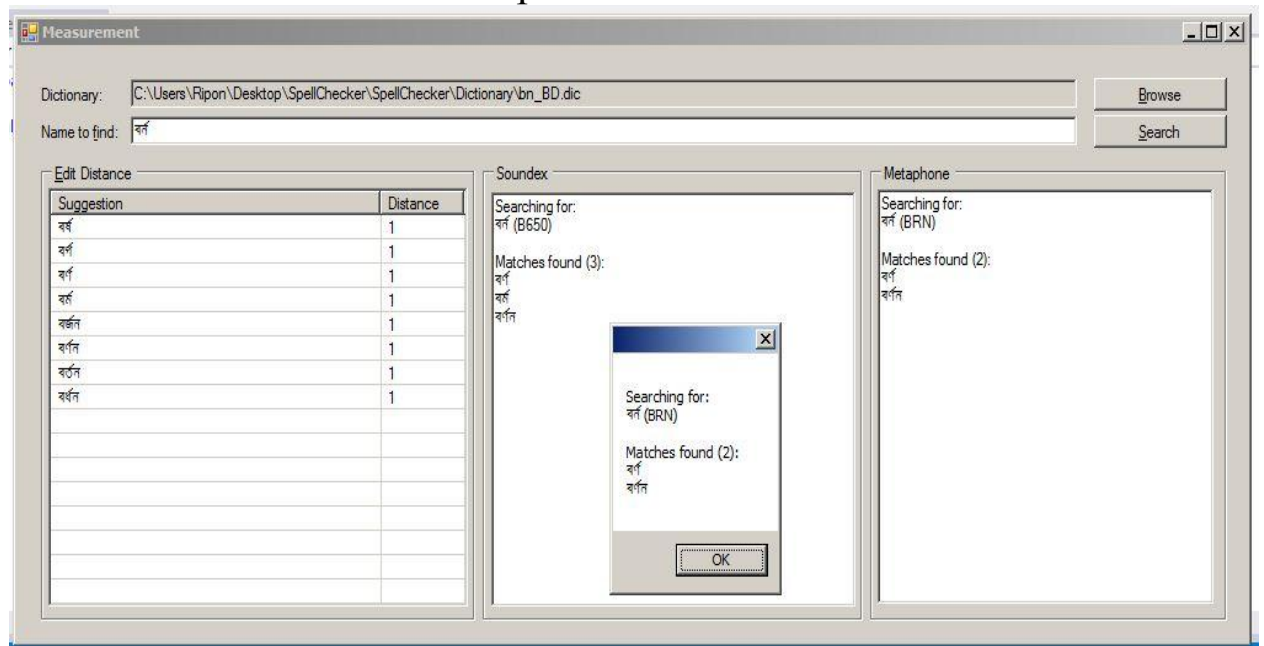 Measurement
Dictionary: C:\Users\Ripon\Desktop\SpellChecker\SpellChecker\Dictionary\bn_BD.dic Browse
Name to find: বর্ন Search
Edit Distance
Suggestion Distance
বর্ষ 1
বর্গ 1
বর্ণ 1
বর্ম 1
বর্জন 1
বর্ণন 1
বর্তন 1
বর্ধন 1
Soundex
Searching for:
বর্ন (B650)
Matches found (3):
বর্ণ
বর্ম
বর্ণন
Searching for:
বর্ন (BRN)
Matches found (2):
বর্ণ
বর্ণন
OK
Metaphone
Searching for:
বর্ন (BRN)
Matches found (2):
বর্ণ
বর্ণন